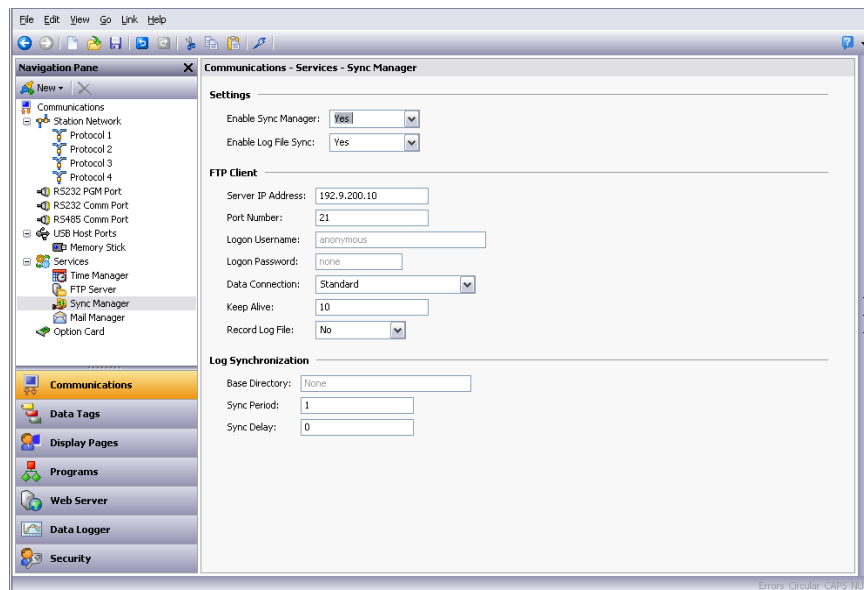 File Edit View Go Link Help
Navigation Pane
New
Communications
Station Network
Protocol 1
Protocol 2
Protocol 3
Protocol 4
RS232 PGM Port
RS232 Comm Port
RS485 Comm Port
USB Host Ports
Memory Stick
Services
Time Manager
FTP Server
Sync Manager
Mail Manager
Option Card
Communications
Data Tags
Display Pages
Programs
Web Server
Data Logger
Security
Communications - Services - Sync Manager
Settings
Enable Sync Manager: Yes
Enable Log File Sync: Yes
FTP Client
Server IP Address: 192.9.200.10
Port Number: 21
Logon Username: anonymous
Logon Password: none
Data Connection: Standard
Keep Alive: 10
Record Log File: No
Log Synchronization
Base Directory: None
Sync Period: 1
Sync Delay: 0
Errors Circular CAPS NU